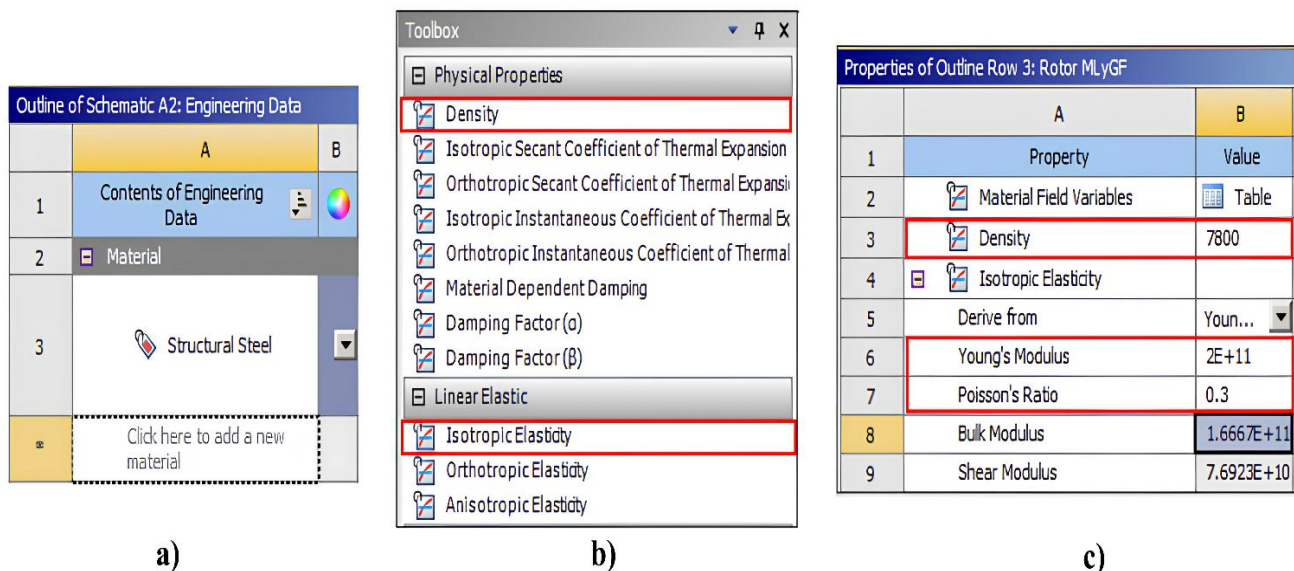 Outline of Schematic A2: Engineering Data
A B
1 Contents of Engineering
Data
2 Material
3 Structural Steel
*
Click here to add a new
material
a)
Toolbox
Physical Properties
Density
Isotropic Secant Coefficient of Thermal Expansion
Orthotropic Secant Coefficient of Thermal Expansi
Isotropic Instantaneous Coefficient of Thermal Ex
Orthotropic Instantaneous Coefficient of Thermal
Material Dependent Damping
Damping Factor (α)
Damping Factor (β)
Linear Elastic
Isotropic Elasticity
Orthotropic Elasticity
Anisotropic Elasticity
b)
Properties of Outline Row 3: Rotor MLyGF
A B
1 Property Value
2 Material Field Variables Table
3 Density 7800
4 Isotropic Elasticity
5 Derive from Youn...
6 Young's Modulus 2E+11
7 Poisson's Ratio 0.3
8 Bulk Modulus 1.6667E+11
9 Shear Modulus 7.6923E+10
c)